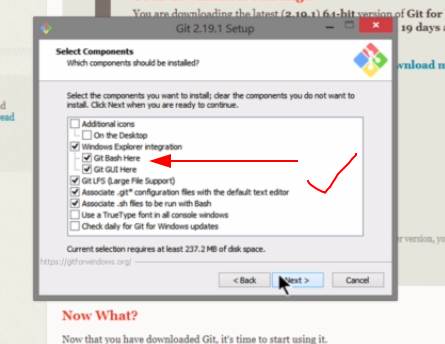 You are downloading the latest (2.19.1) 64-bit version of Git for
Git 2.19.1 Setup
19 days a
Select Components
Which components should be installed?
wnload m
Select the components you want to install; clear the components you do not want to
install. Click Next when you are ready to continue.
d
ead
Additional icons
On the Desktop
Windows Explorer integration
Git Bash Here
Git GUI Here
Git LFS (Large File Support)
Associate .git* configuration files with the default text editor
Associate .sh files to be run with Bash
Use a TrueType font in all console windows
Check daily for Git for Windows updates
er version, yo
Current selection requires at least 237.2 MB of disk space.
https://gitforwindows.org/
< Back
Next >
Cancel
Now What?
Now that you have downloaded Git, it's time to start using it.